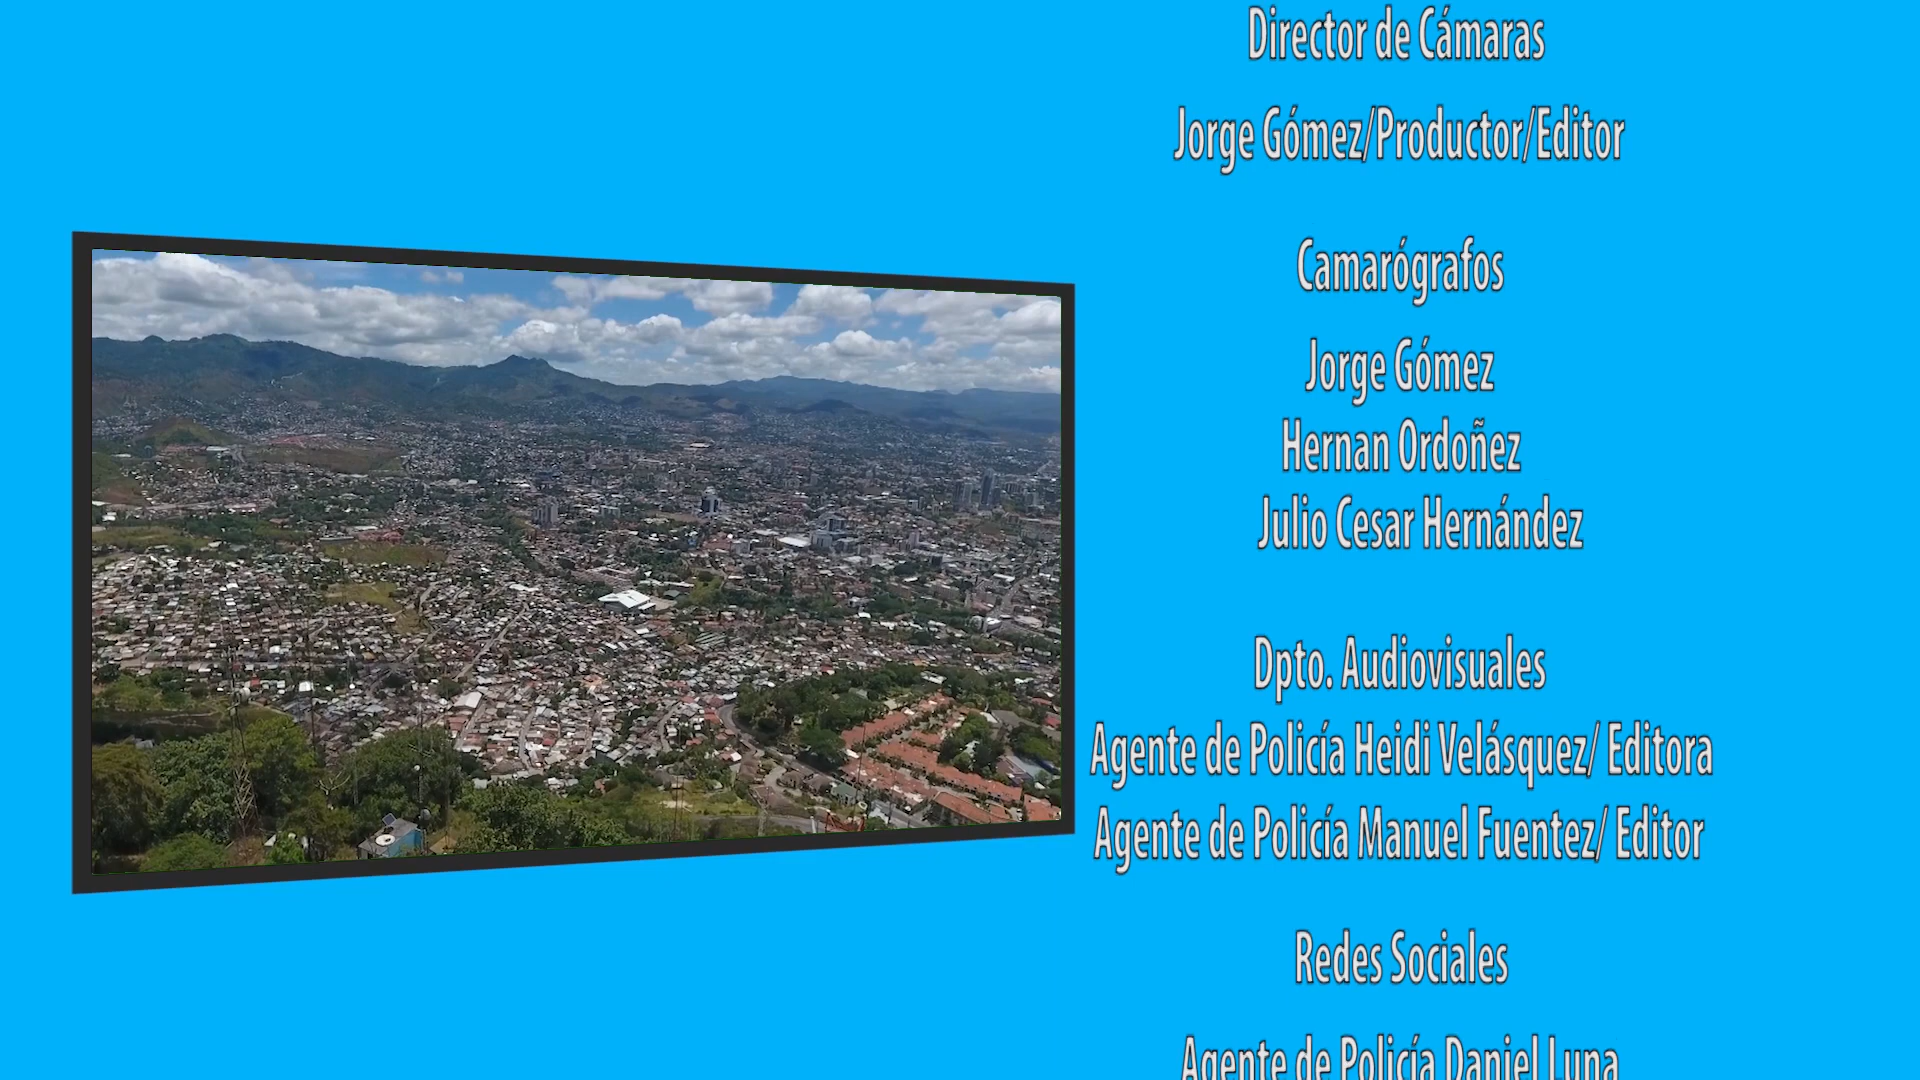 Director de Cámaras
Jorge Gómez/Productor/Editor
Camarógrafos
Jorge Gómez
Hernan Ordoñez
Julio Cesar Hernández
Dpto. Audiovisuales
Agente de Policía Heidi Velásquez/ Editora
Agente de Policía Manuel Fuentez/ Editor
Redes Sociales
Agente de Policía Daniel Luna